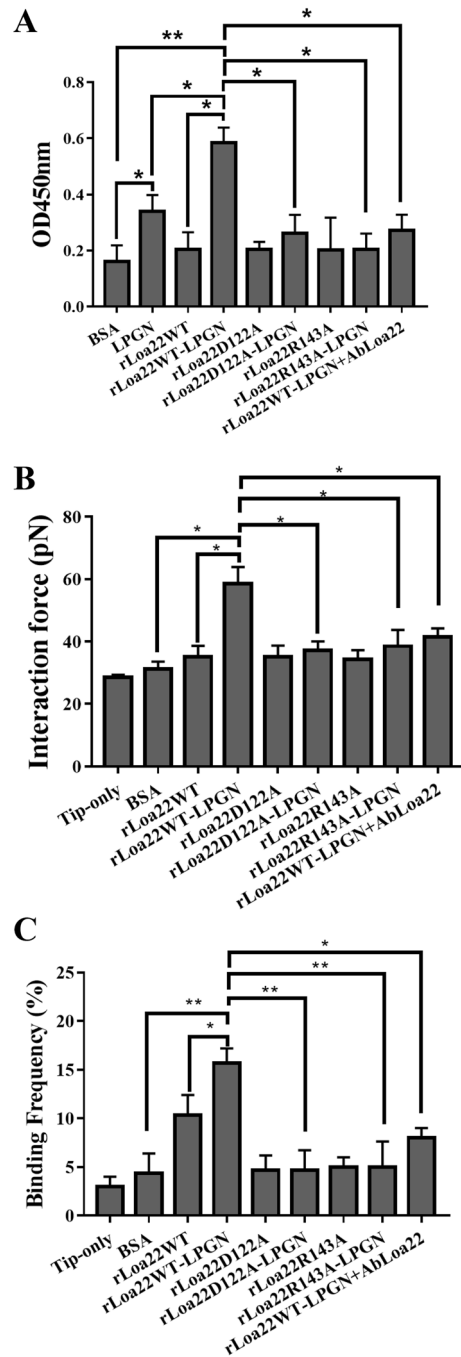 A
**
*
*
*
*
*
*
OD450nm
0.8
0.6
0.4
0.2
0.0
BSA
LPGN
rLoa22WT
rLoa22WT-LPGN
rLoa22D122A
rLoa22D122A-LPGN
rLoa22R143A
rLoa22R143A-LPGN
rLoa22WT-LPGN+AbLoa22
B
*
*
*
*
*
Interaction force (pN)
80
60
40
20
0
Tip-only
BSA
rLoa22WT
rLoa22WT-LPGN
rLoa22D122A
rLoa22D122A-LPGN
rLoa22R143A
rLoa22R143A-LPGN
rLoa22WT-LPGN+AbLoa22
C
*
**
**
**
*
Binding Frequency (%)
25
20
15
10
5
0
Tip-only
BSA
rLoa22WT
rLoa22WT-LPGN
rLoa22D122A
rLoa22D122A-LPGN
rLoa22R143A
rLoa22R143A-LPGN
rLoa22WT-LPGN+AbLoa22